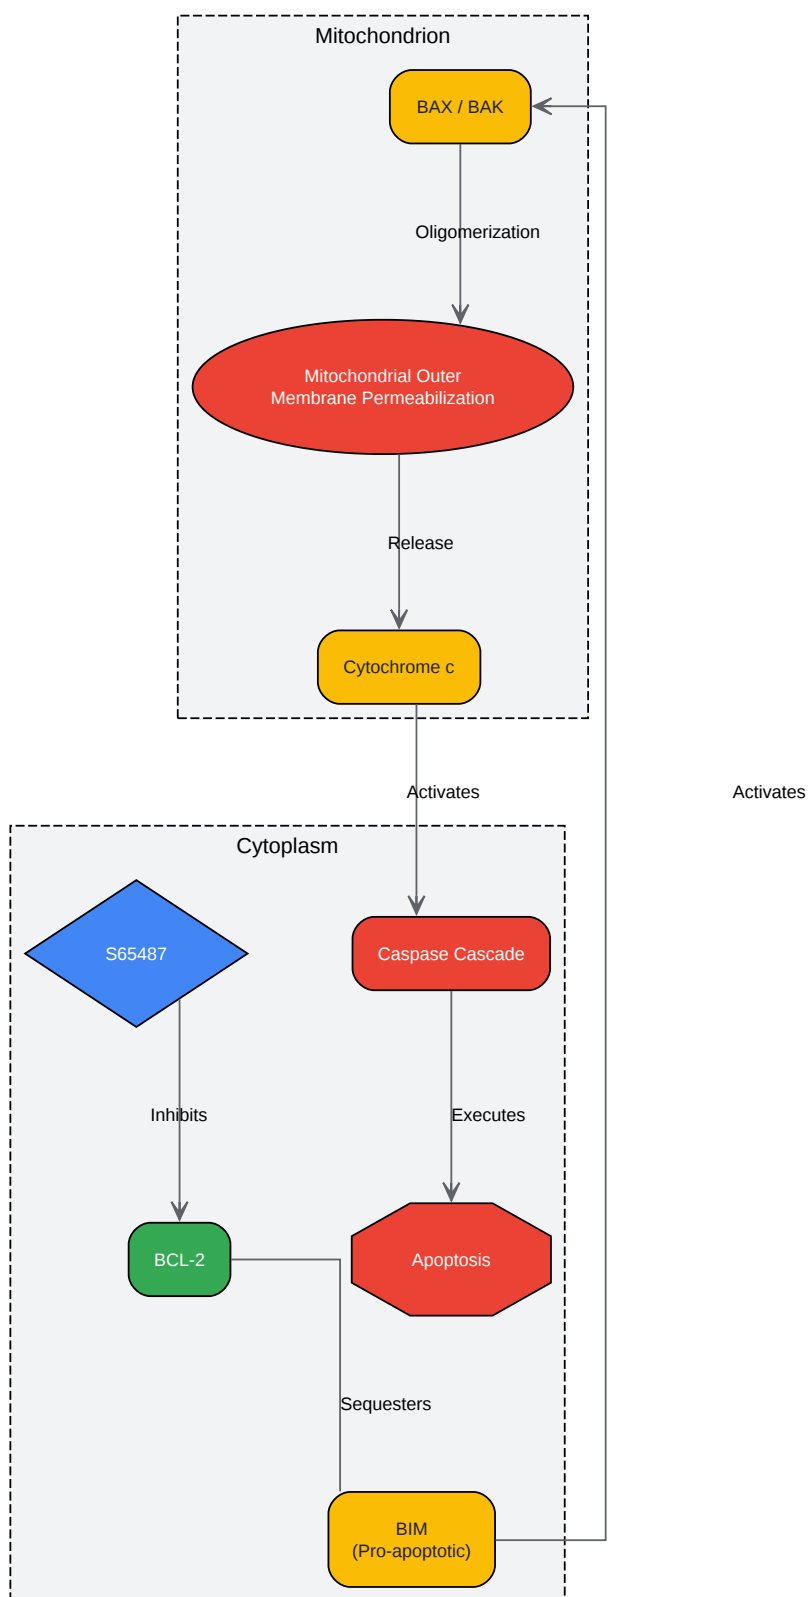 Mitochondrion
BAX / BAK
Oligomerization
Mitochondrial Outer
Membrane Permeabilization
Release
Cytochrome c
Activates
Activates
Cytoplasm
S65487
Caspase Cascade
Inhibits
Executes
BCL-2
Apoptosis
Sequesters
BIM
(Pro-apoptotic)